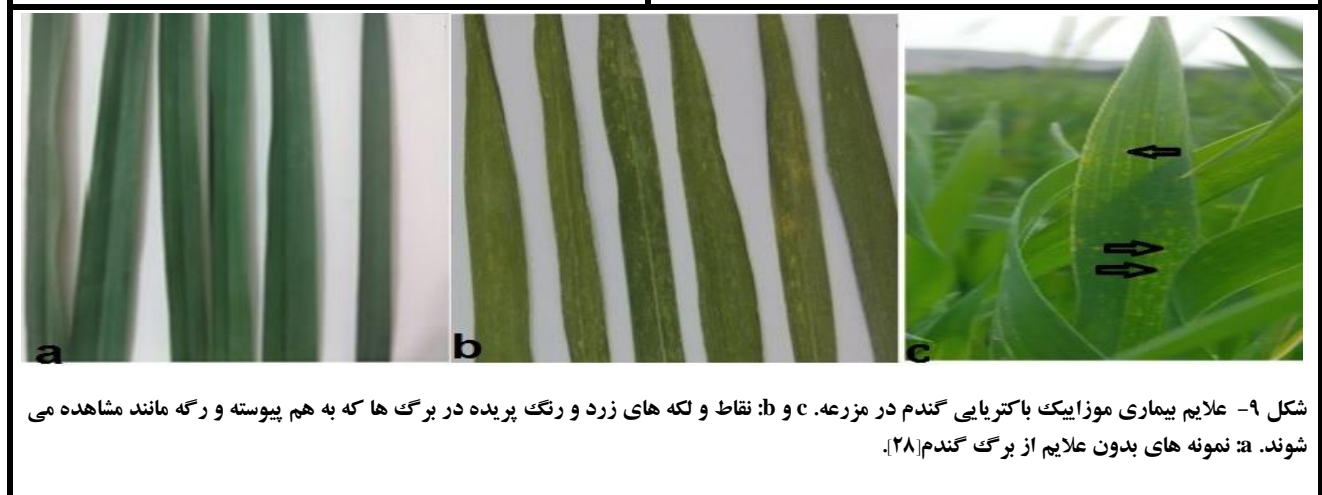 a
b
c
شکل ۹- علایم بیماری موزاییک باکتریایی گندم در مزرعه. c و b: نقاط و لکه های زرد و رنگ پریده در برگ ها که به هم پیوسته و رگه مانند مشاهده می
شوند. a: نمونه های بدون علایم از برگ گندم[۲۸].